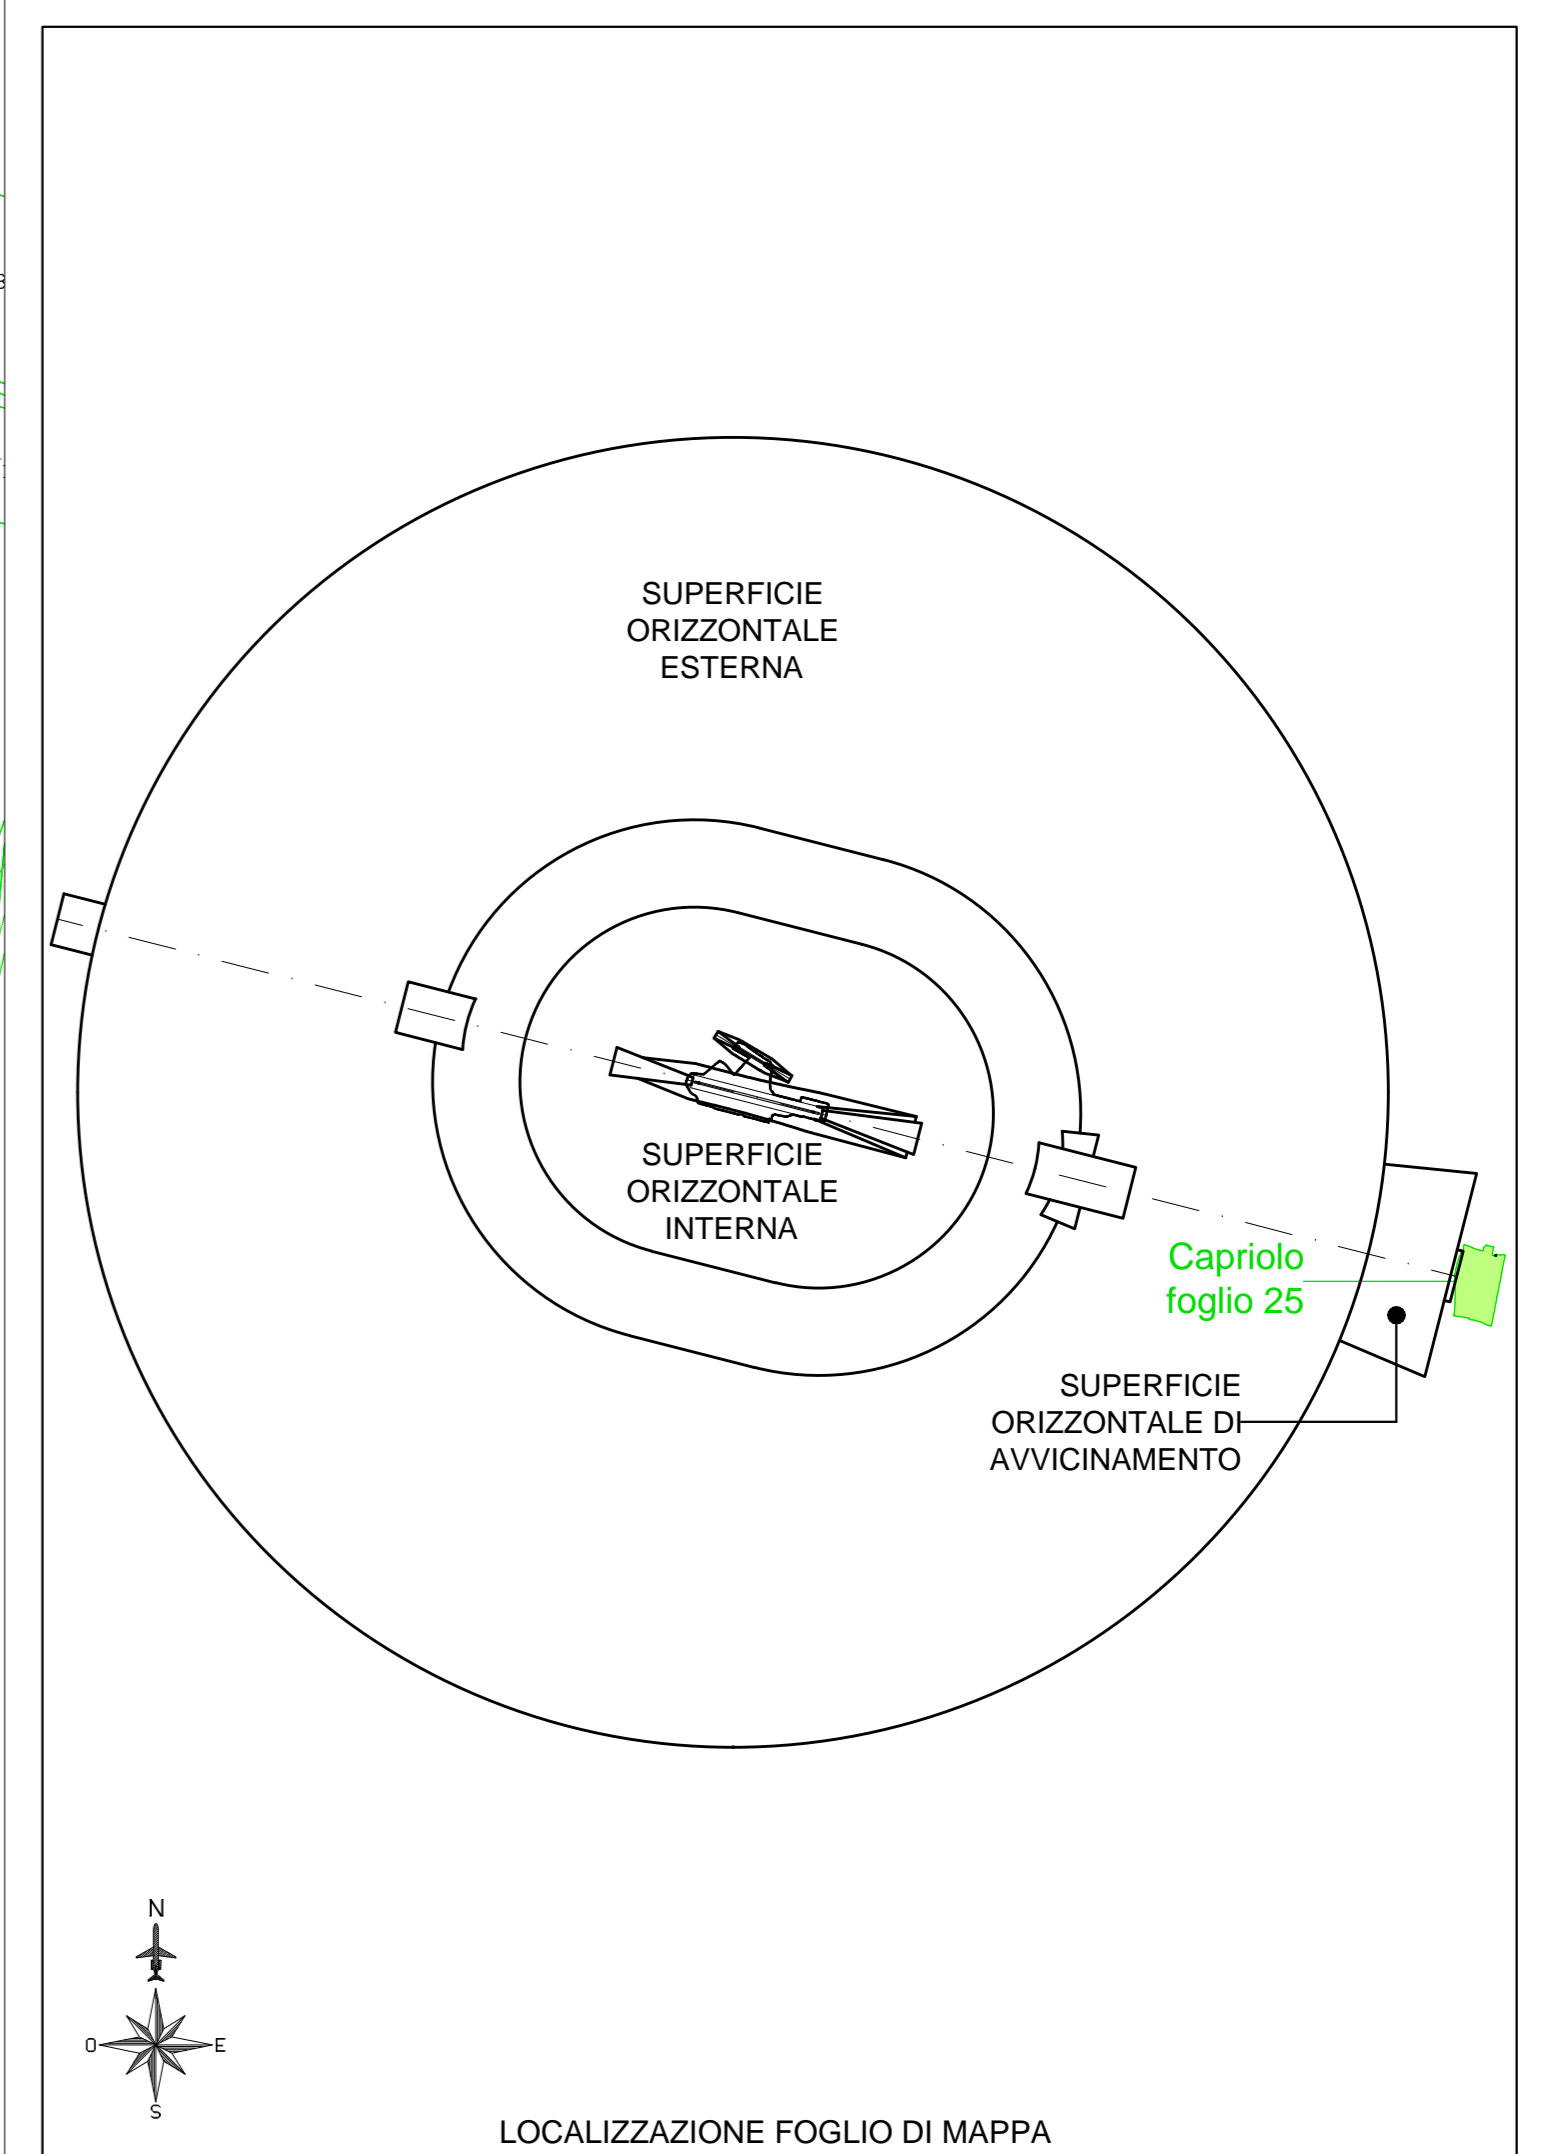 SUPERFICIE
ORIZZONTALE
ESTERNA
SUPERFICIE
ORIZZONTALE
INTERNA
Capriolo
foglio 25
SUPERFICIE
ORIZZONTALE DI
AVVICINAMENTO
N
O
E
S
LOCALIZZAZIONE FOGLIO DI MAPPA